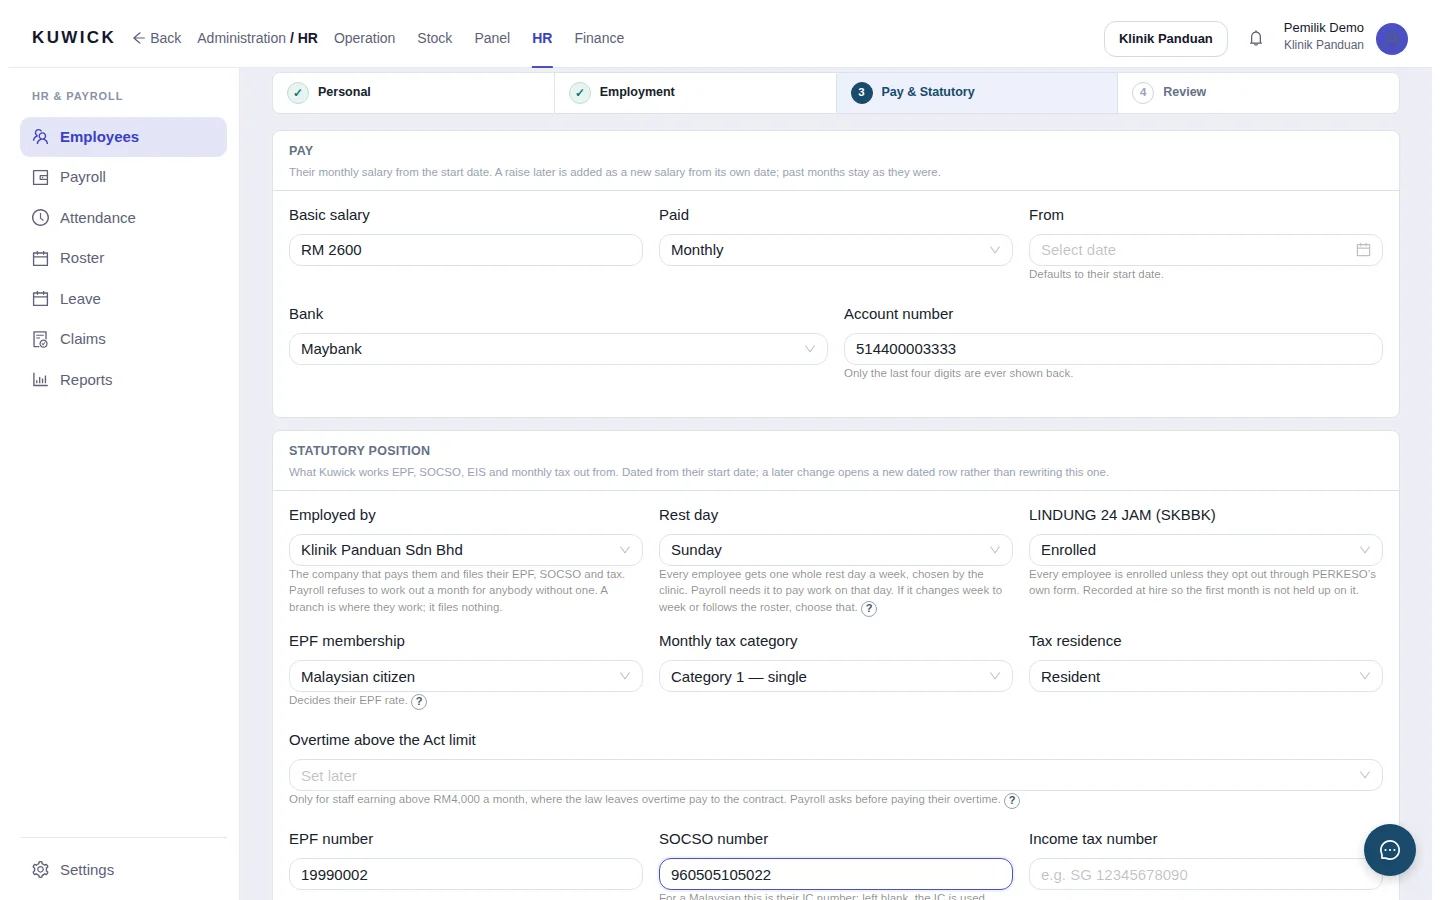 KUWICK
Back
Administration / HR
Operation
Stock
Panel
HR
Finance
Klinik Panduan
Pemilik Demo
Klinik Panduan
HR & PAYROLL
Employees
Payroll
Attendance
Roster
Leave
Claims
Reports
Settings
✓ Personal
✓ Employment
3 Pay & Statutory
4 Review
PAY
Their monthly salary from the start date. A raise later is added as a new salary from its own date; past months stay as they were.
Basic salary
RM 2600
Paid
Monthly
From
Select date
Defaults to their start date.
Bank
Maybank
Account number
514400003333
Only the last four digits are ever shown back.
STATUTORY POSITION
What Kuwick works EPF, SOCSO, EIS and monthly tax out from. Dated from their start date; a later change opens a new dated row rather than rewriting this one.
Employed by
Klinik Panduan Sdn Bhd
The company that pays them and files their EPF, SOCSO and tax.
Payroll refuses to work out a month for anybody without one. A
branch is where they work; it files nothing.
Rest day
Sunday
Every employee gets one whole rest day a week, chosen by the
clinic. Payroll needs it to pay work on that day. If it changes week to
week or follows the roster, choose that. ?
LINDUNG 24 JAM (SKBBK)
Enrolled
Every employee is enrolled unless they opt out through PERKESO's
own form. Recorded at hire so the first month is not held up on it.
EPF membership
Malaysian citizen
Decides their EPF rate. ?
Monthly tax category
Category 1 — single
Tax residence
Resident
Overtime above the Act limit
Set later
Only for staff earning above RM4,000 a month, where the law leaves overtime pay to the contract. Payroll asks before paying their overtime. ?
EPF number
19990002
SOCSO number
960505105022
For a Malaysian this is their IC number; left blank, the IC is used.
Income tax number
e.g. SG 12345678090